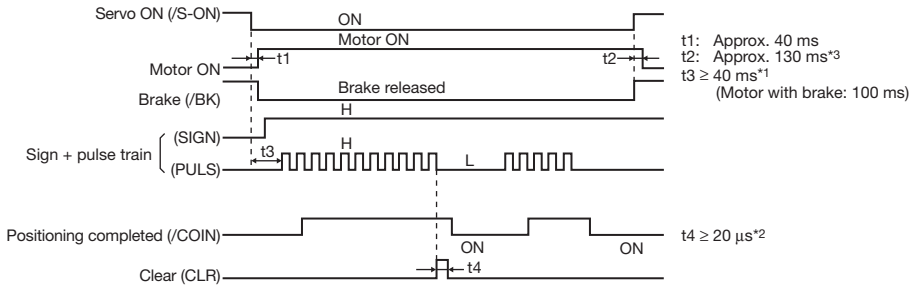 Servo ON (/S-ON)
ON
Motor ON
t1
t2
Motor ON
Brake (/BK)
Brake released
t1: Approx. 40 ms
t2: Approx. 130 ms*3
t3 ≥ 40 ms*1
(Motor with brake: 100 ms)
H
Sign + pulse train
(SIGN)
t3
H
L
(PULS)
Positioning completed (/COIN)
ON
ON
t4 ≥ 20 μs*2
Clear (CLR)
t4